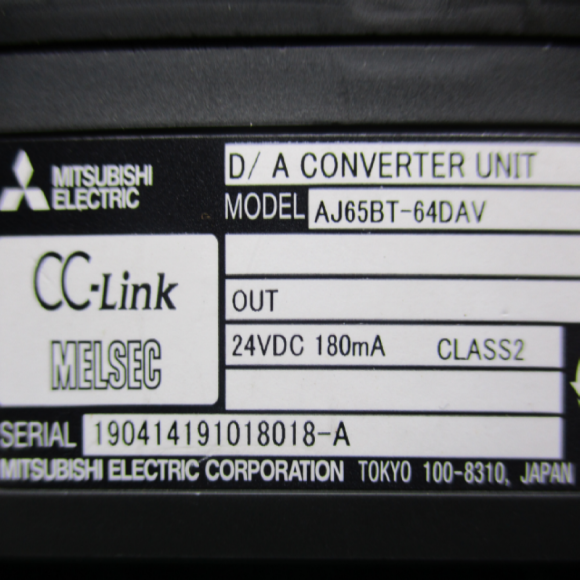 MITSUBISHI
ELECTRIC
D/ A CONVERTER UNIT
MODEL AJ65BT-64DAV
CC-Link
MELSEC
OUT
24VDC 180mA CLASS2
SERIAL 190414191018018-A
MITSUBISHI ELECTRIC CORPORATION TOKYO 100-8310, JAPAN